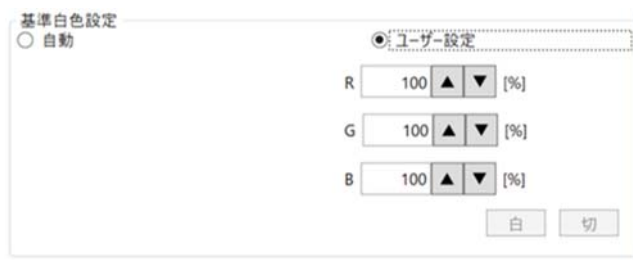 基準白色設定
自動 ユーザー設定
R 100 ▲ ▼ [%]
G 100 ▲ ▼ [%]
B 100 ▲ ▼ [%]
白 切